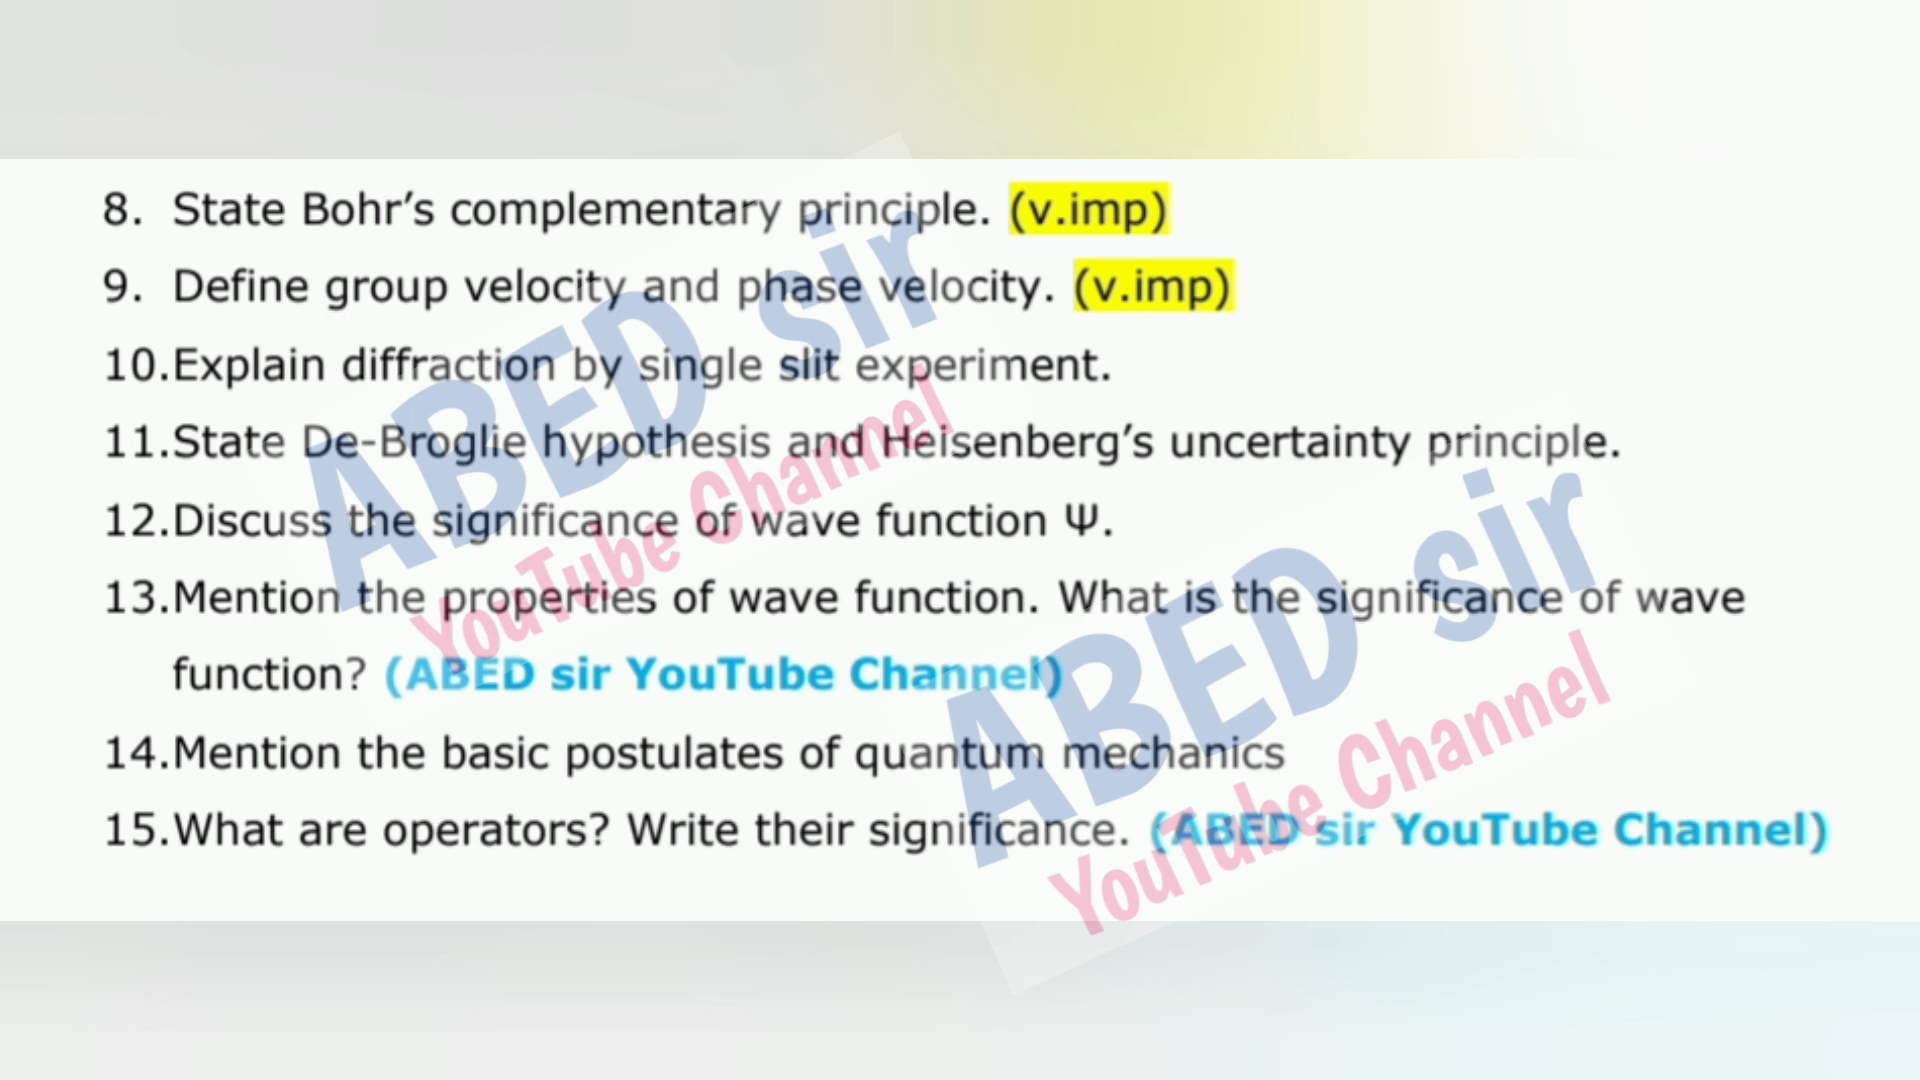 8. State Bohr’s complementary principle. (v.imp)
9. Define group velocity and phase velocity. (v.imp)
10.Explain diffraction by single slit experiment.
11.State De-Broglie hypothesis and Heisenberg’s uncertainty principle.
12.Discuss the significance of wave function Ψ.
13.Mention the properties of wave function. What is the significance of wave
function? (ABED sir YouTube Channel)
14.Mention the basic postulates of quantum mechanics
15.What are operators? Write their significance. (ABED sir YouTube Channel)
ABED sir
YouTube Channel
ABED sir
YouTube Channel